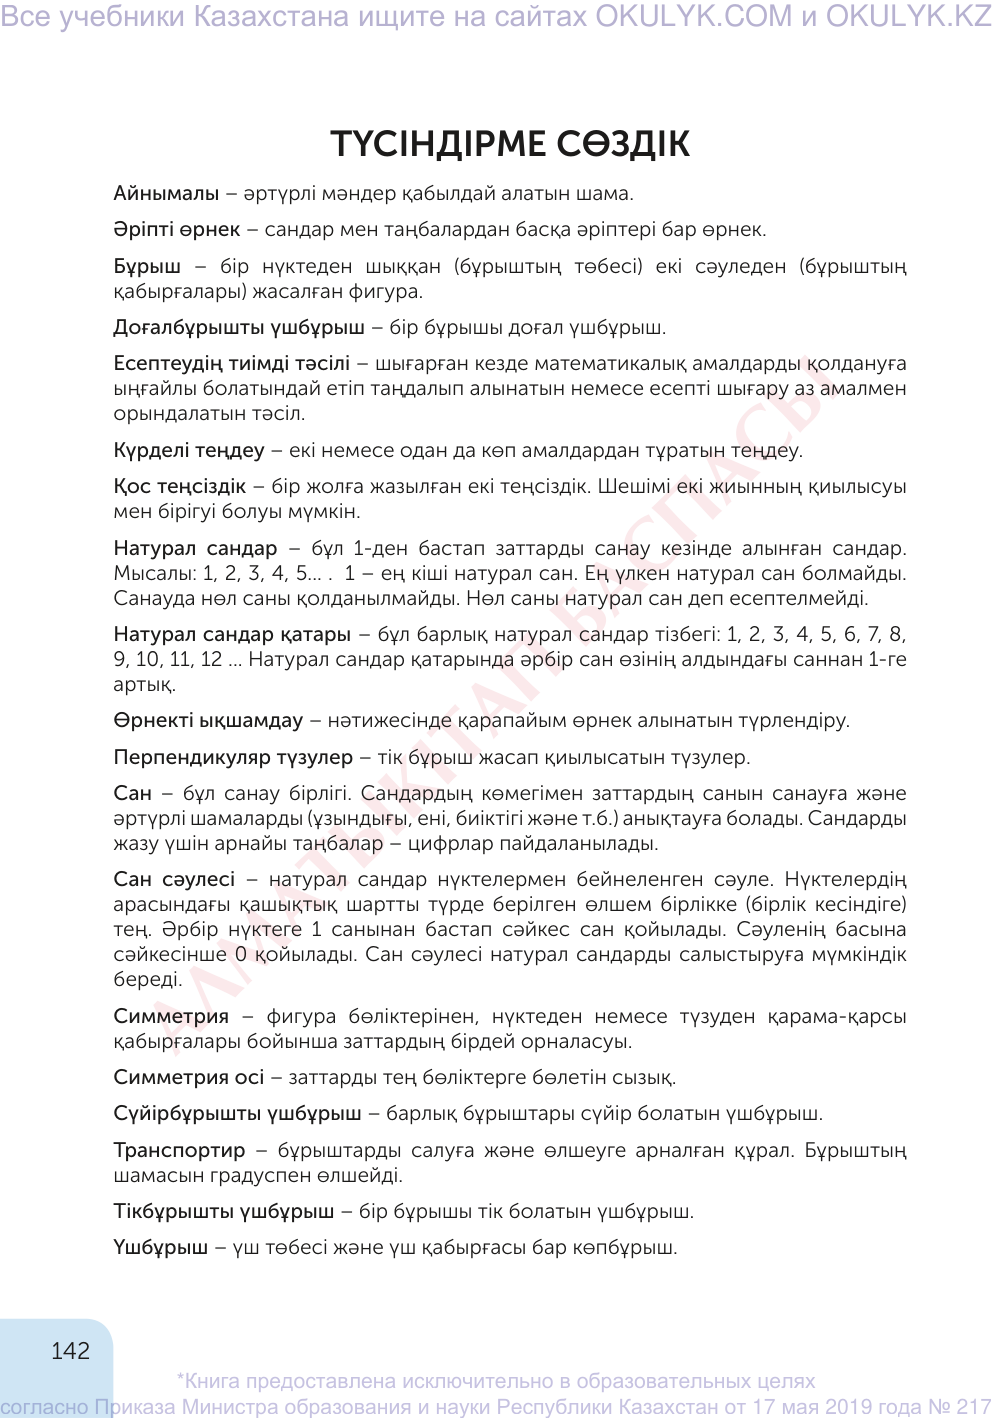 Все учебники Казахстана ищите на сайтах OKULYK.COM и OKULYK.KZ
ТҮСІНДІРМЕ СӨЗДІК
Айнымалы – әртүрлі мәндер қабылдай алатын шама.
Әріпті өрнек – сандар мен таңбалардан басқа әріптері бар өрнек.
Бұрыш – бір нүктеден шыққан (бұрыштың төбесі) екі сәуледен (бұрыштың
қабырғалары) жасалған фигура.
Доғалбұрышты үшбұрыш – бір бұрышы доғал үшбұрыш.
Есептеудің тиімді тәсілі – шығарған кезде математикалық амалдарды қолдануға
ыңғайлы болатындай етіп таңдалып алынатын немесе есепті шығару аз амалмен
орындалатын тәсіл.
Күрделі теңдеу – екі немесе одан да көп амалдардан тұратын теңдеу.
Қос теңсіздік – бір жолға жазылған екі теңсіздік. Шешімі екі жиынның қиылысуы
мен бірігуі болуы мүмкін.
Натурал сандар – бұл 1-ден бастап заттарды санау кезінде алынған сандар.
Мысалы: 1, 2, 3, 4, 5... . 1 – ең кіші натурал сан. Ең үлкен натурал сан болмайды.
Санауда нөл саны қолданылмайды. Нөл саны натурал сан деп есептелмейді.
Натурал сандар қатары – бұл барлық натурал сандар тізбегі: 1, 2, 3, 4, 5, 6, 7, 8,
9, 10, 11, 12 ... Натурал сандар қатарында әрбір сан өзінің алдындағы саннан 1-ге
артық.
Өрнекті ықшамдау – нәтижесінде қарапайым өрнек алынатын түрлендіру.
Перпендикуляр түзулер – тік бұрыш жасап қиылысатын түзулер.
Сан – бұл санау бірлігі. Сандардың көмегімен заттардың санын санауға және
әртүрлі шамаларды (ұзындығы, ені, биіктігі және т.б.) анықтауға болады. Сандарды
жазу үшін арнайы таңбалар – цифрлар пайдаланылады.
Сан сәулесі – натурал сандар нүктелермен бейнеленген сәуле. Нүктелердің
арасындағы қашықтық шартты түрде берілген өлшем бірлікке (бірлік кесіндіге)
тең. Әрбір нүктеге 1 санынан бастап сәйкес сан қойылады. Сәуленің басына
сәйкесінше 0 қойылады. Сан сәулесі натурал сандарды салыстыруға мүмкіндік
береді.
Симметрия – фигура бөліктерінен, нүктеден немесе түзуден қарама-қарсы
қабырғалары бойынша заттардың бірдей орналасуы.
Симметрия осі – заттарды тең бөліктерге бөлетін сызық.
Сүйірбұрышты үшбұрыш – барлық бұрыштары сүйір болатын үшбұрыш.
Транспортир – бұрыштарды салуға және өлшеуге арналған құрал. Бұрыштың
шамасын градуспен өлшейді.
Тікбұрышты үшбұрыш – бір бұрышы тік болатын үшбұрыш.
Үшбұрыш – үш төбесі және үш қабырғасы бар көпбұрыш.
АЛМАТЫКІТАП БАСПАСЫ
142
*Книга предоставлена исключительно в образовательных целях
согласно Приказа Министра образования и науки Республики Казахстан от 17 мая 2019 года № 217